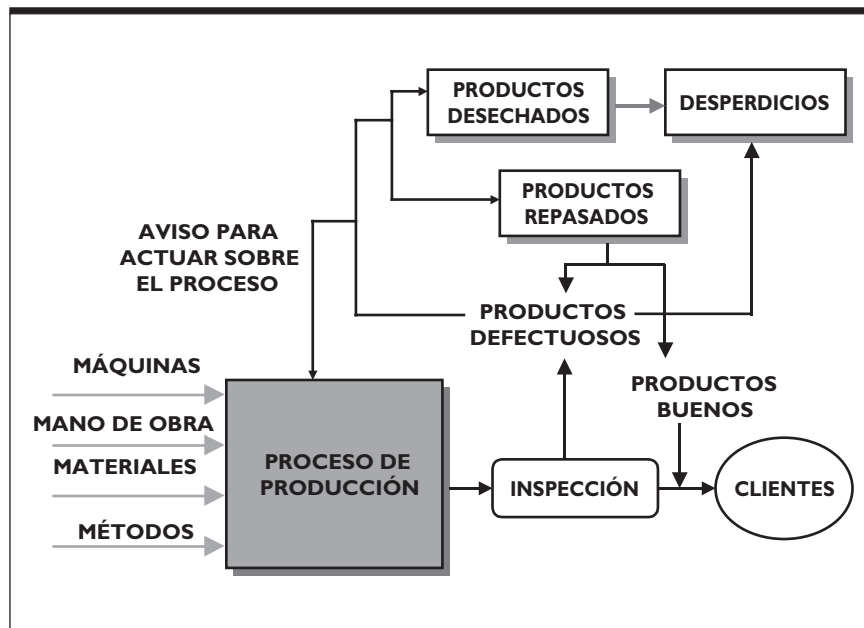 PRODUCTOS
DESECHADOS
DESPERDICIOS
PRODUCTOS
REPASADOS
AVISO PARA
ACTUAR SOBRE
EL PROCESO
PRODUCTOS
DEFECTUOSOS
MÁQUINAS
MANO DE OBRA
MATERIALES
MÉTODOS
PROCESO DE
PRODUCCIÓN
INSPECCIÓN
PRODUCTOS
BUENOS
CLIENTES